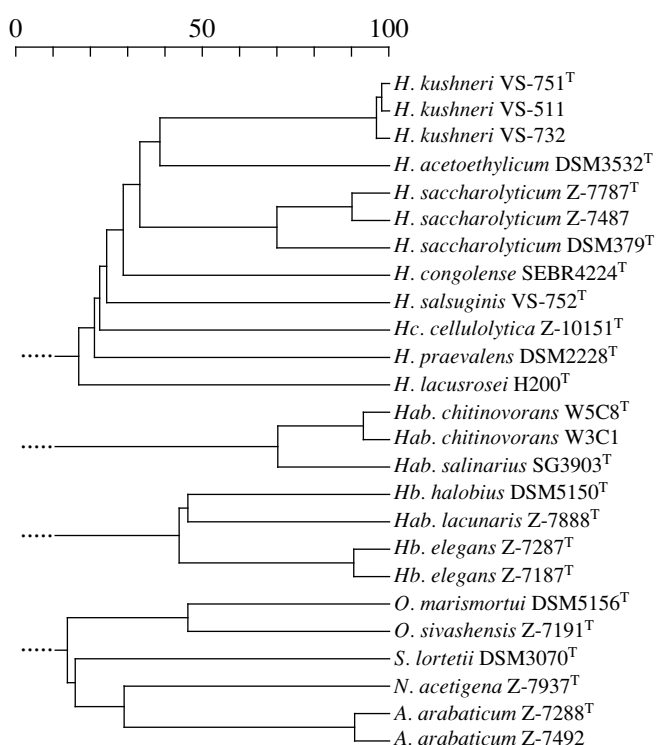 0 50 100
H. kushneri VS-751ᵀ
H. kushneri VS-511
H. kushneri VS-732
H. acetoethylicum DSM3532ᵀ
H. saccharolyticum Z-7787ᵀ
H. saccharolyticum Z-7487
H. saccharolyticum DSM379ᵀ
H. congolense SEBR4224ᵀ
H. salsuginis VS-752ᵀ
Hc. cellulolytica Z-10151ᵀ
H. praevalens DSM2228ᵀ
H. lacusrosei H200ᵀ
Hab. chitinovorans W5C8ᵀ
Hab. chitinovorans W3C1
Hab. salinarius SG3903ᵀ
Hb. halobius DSM5150ᵀ
Hab. lacunaris Z-7888ᵀ
Hb. elegans Z-7287ᵀ
Hb. elegans Z-7187ᵀ
O. marismortui DSM5156ᵀ
O. sivashensis Z-7191ᵀ
S. lortetii DSM3070ᵀ
N. acetigena Z-7937ᵀ
A. arabaticum Z-7288ᵀ
A. arabaticum Z-7492